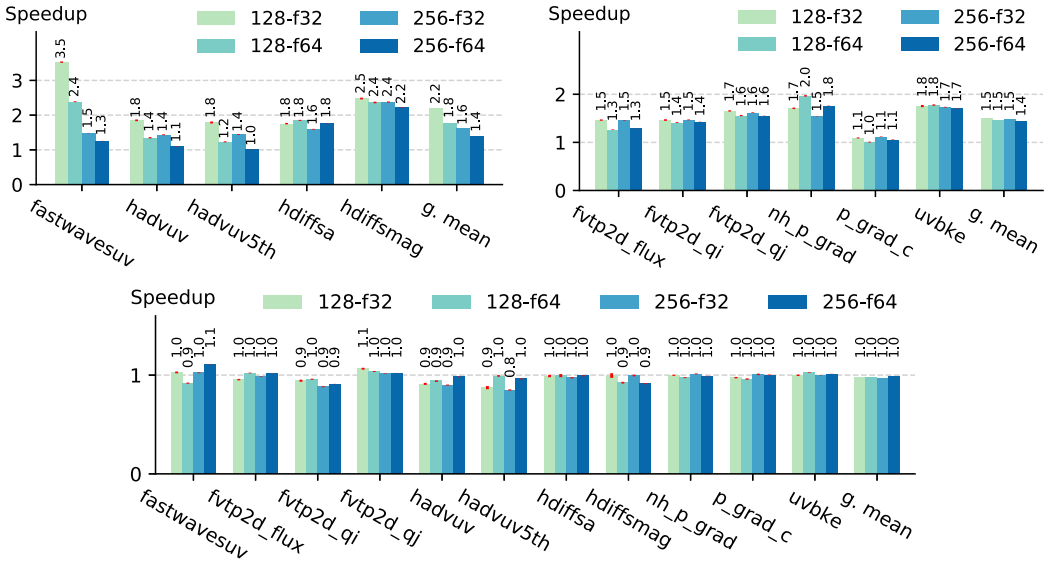 Speedup
128-f32 256-f32
128-f64 256-f64
3
2
1
0
3.5 2.4 1.5 1.3
1.8 1.4 1.4 1.1
1.8 1.2 1.4 1.0
1.8 1.8 1.6 1.8
2.5 2.4 2.4 2.2
2.2 1.8 1.6 1.4
fastwavesuv hadvuv hadvuv5th hdiffsa hdiffsmag g. mean
Speedup
128-f32 256-f32
128-f64 256-f64
2
1
0
1.5 1.3 1.5 1.3
1.5 1.4 1.5 1.4
1.7 1.6 1.6 1.6
1.7 2.0 1.5 1.8
1.1 1.0 1.1 1.1
1.8 1.8 1.7 1.7
1.5 1.5 1.5 1.4
fvtp2d_flux fvtp2d_qi fvtp2d_qj nh_p_grad p_grad_c uvbke g. mean
Speedup
128-f32 128-f64 256-f32 256-f64
1
0
1.0 0.9 1.0 1.1
1.0 1.0 1.0 1.0
0.9 1.0 0.9 0.9
1.1 1.0 1.0 1.0
0.9 0.9 0.9 1.0
0.9 1.0 0.8 1.0
1.0 1.0 1.0 1.0
1.0 0.9 1.0 0.9
1.0 1.0 1.0 1.0
1.0 1.0 1.0 1.0
1.0 1.0 1.0 1.0
1.0 1.0 1.0 1.0
fastwavesuv fvtp2d_flux fvtp2d_qi fvtp2d_qj hadvuv hadvuv5th hdiffsa hdiffsmag nh_p_grad p_grad_c uvbke g. mean